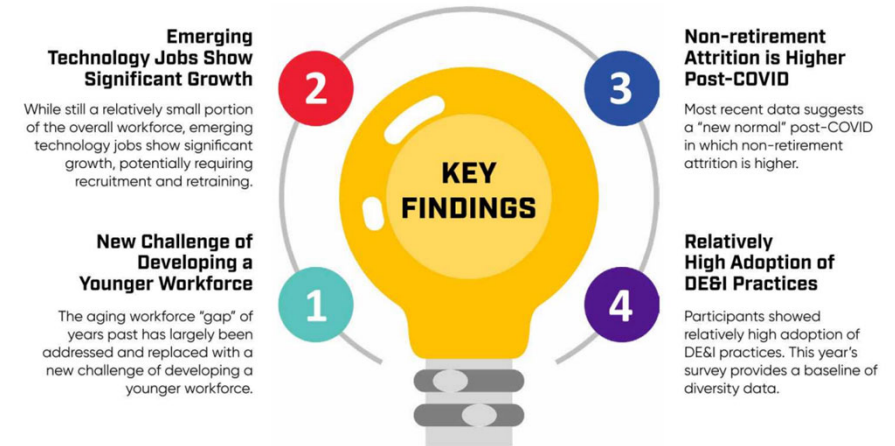 Emerging
Technology Jobs Show
Significant Growth
While still a relatively small portion
of the overall workforce, emerging
technology jobs show significant
growth, potentially requiring
recruitment and retraining.
2
New Challenge of
Developing a
Younger Workforce
The aging workforce “gap” of
years past has largely been
addressed and replaced with a
new challenge of developing a
younger workforce.
1
KEY
FINDINGS
3
Non-retirement
Attrition is Higher
Post-COVID
Most recent data suggests
a “new normal” post-COVID
in which non-retirement
attrition is higher.
4
Relatively
High Adoption of
DE&I Practices
Participants showed
relatively high adoption of
DE&I practices. This year’s
survey provides a baseline of
diversity data.